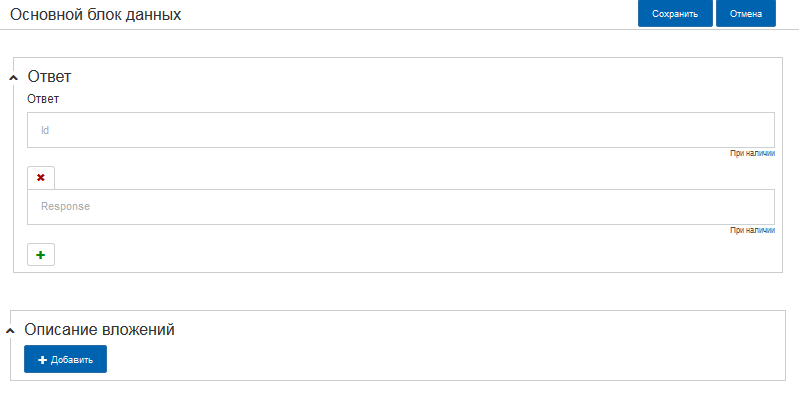 Основной блок данных
Сохранить
Отмена
Ответ
Ответ
Id
При наличии
Response
При наличии
Описание вложений
Добавить